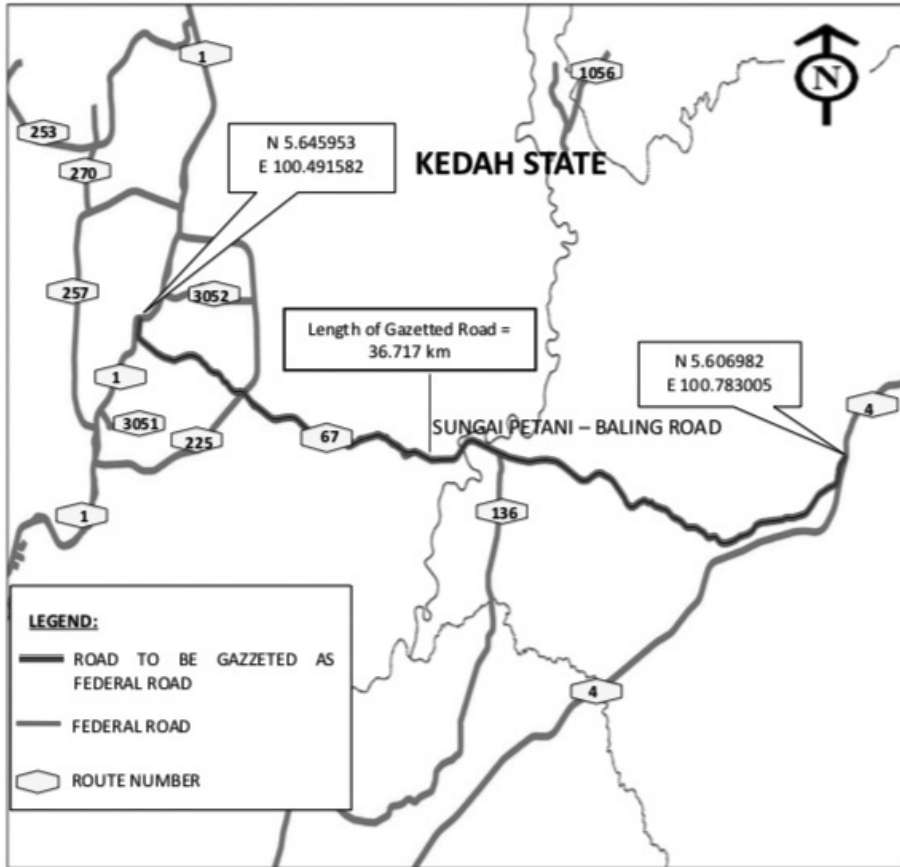 1
1056
253
N 5.645953
E 100.491582
KEDAH STATE
270
257
3052
Length of Gazetted Road =
36.717 km
N 5.606982
E 100.783005
1
4
3051
225
67
SUNGAI PETANI – BALING ROAD
1
136
4
LEGEND:
ROAD TO BE GAZZETED AS
FEDERAL ROAD
FEDERAL ROAD
ROUTE NUMBER
N